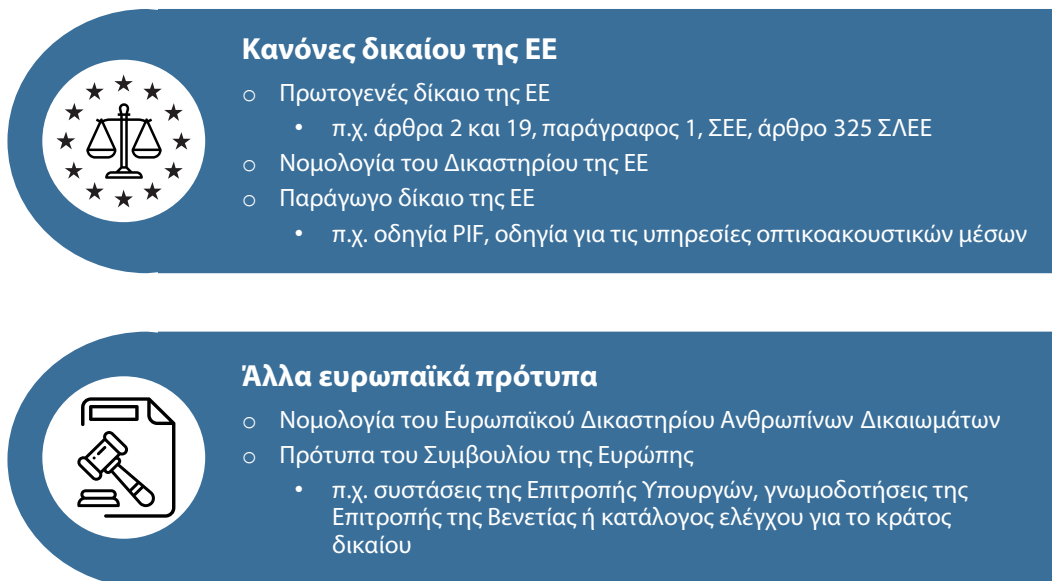 Κανόνες δικαίου της ΕΕ
o Πρωτογενές δίκαιο της ΕΕ
• π.χ. άρθρα 2 και 19, παράγραφος 1, ΣΕΕ, άρθρο 325 ΣΛΕΕ
o Νομολογία του Δικαστηρίου της ΕΕ
o Παράγωγο δίκαιο της ΕΕ
• π.χ. οδηγία PIF, οδηγία για τις υπηρεσίες οπτικοακουστικών μέσων
Άλλα ευρωπαϊκά πρότυπα
o Νομολογία του Ευρωπαϊκού Δικαστηρίου Ανθρωπίνων Δικαιωμάτων
o Πρότυπα του Συμβουλίου της Ευρώπης
• π.χ. συστάσεις της Επιτροπής Υπουργών, γνωμοδοτήσεις της
Επιτροπής της Βενετίας ή κατάλογος ελέγχου για το κράτος
δικαίου